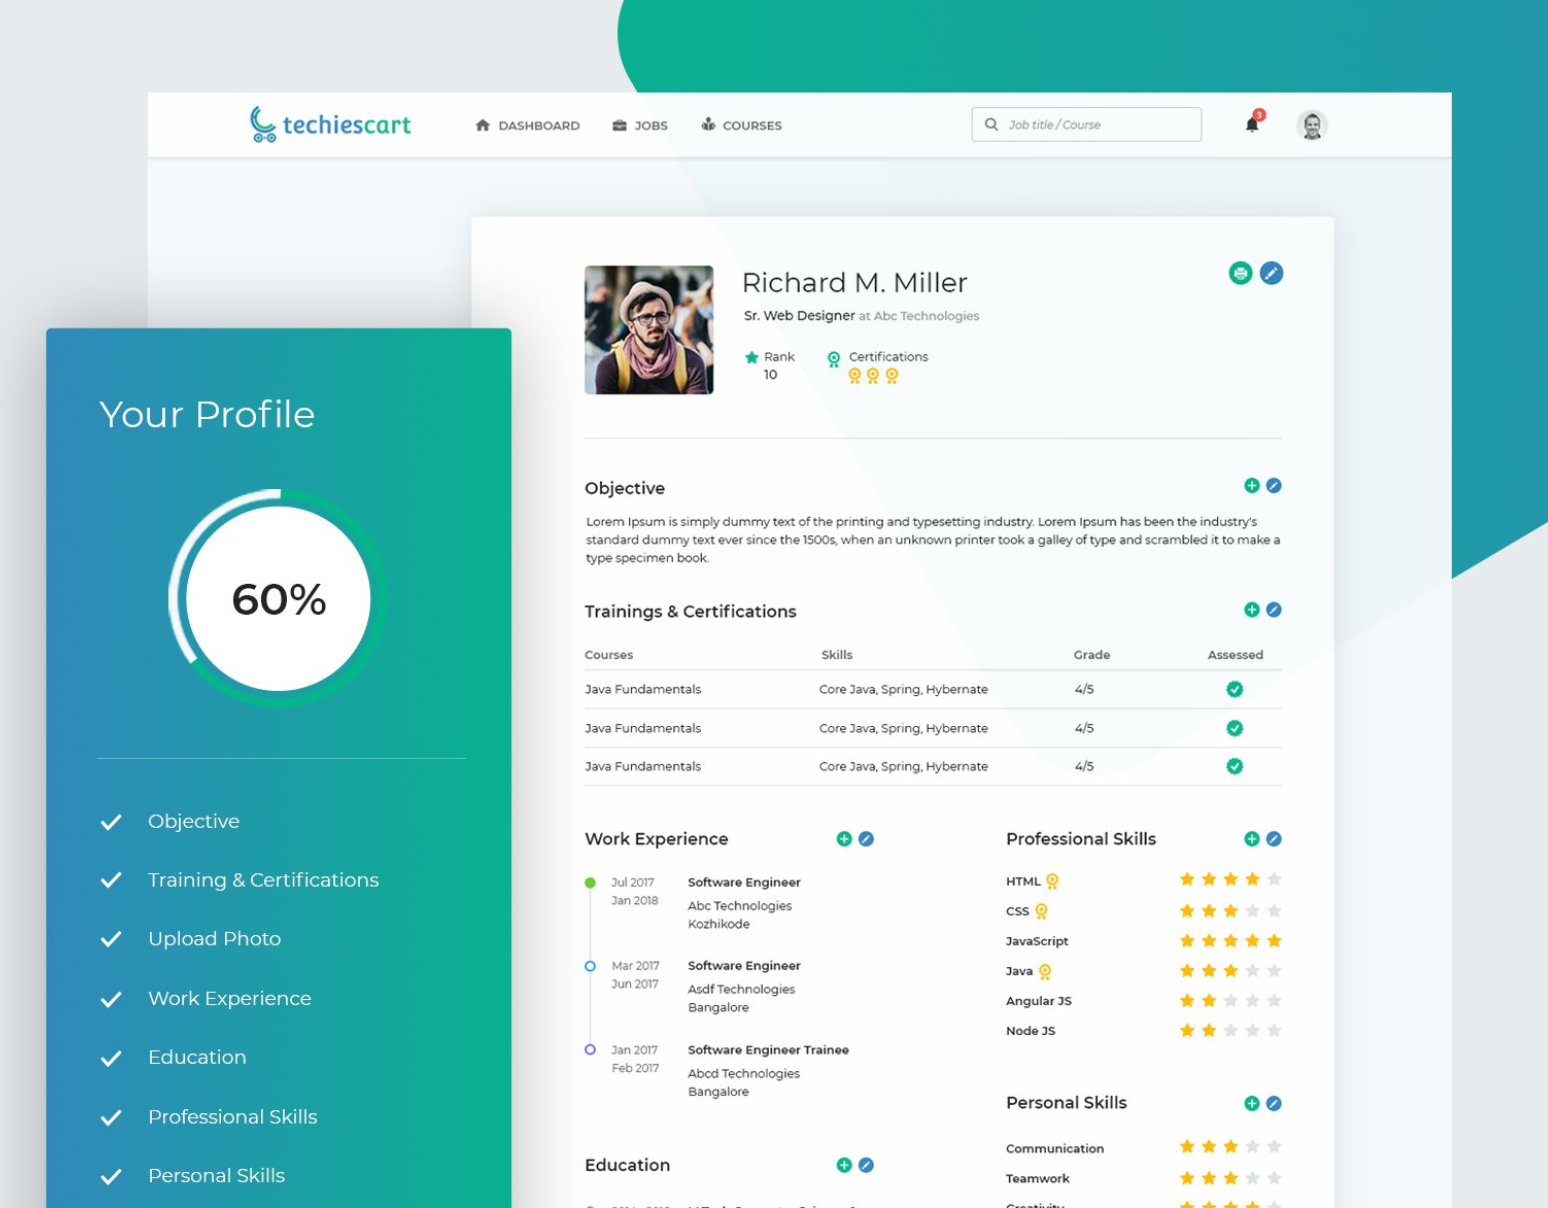 techiescart
DASHBOARD
JOBS
COURSES
Job title / Course
3
Richard M. Miller
Sr. Web Designer at Abc Technologies
Rank
10
Certifications
Your Profile
60%
Objective
Training & Certifications
Upload Photo
Work Experience
Education
Professional Skills
Personal Skills
Objective
Lorem Ipsum is simply dummy text of the printing and typesetting industry. Lorem Ipsum has been the industry's
standard dummy text ever since the 1500s, when an unknown printer took a galley of type and scrambled it to make a
type specimen book.
Trainings & Certifications
Courses Skills Grade Assessed
Java Fundamentals Core Java, Spring, Hybernate 4/5
Java Fundamentals Core Java, Spring, Hybernate 4/5
Java Fundamentals Core Java, Spring, Hybernate 4/5
Work Experience
Jul 2017 Software Engineer
Jan 2018 Abc Technologies
Kozhikode
Mar 2017 Software Engineer
Jun 2017 Asdf Technologies
Bangalore
Jan 2017 Software Engineer Trainee
Feb 2017 Abcd Technologies
Bangalore
Education
Professional Skills
HTML
CSS
JavaScript
Java
Angular JS
Node JS
Personal Skills
Communication
Teamwork
Creativity